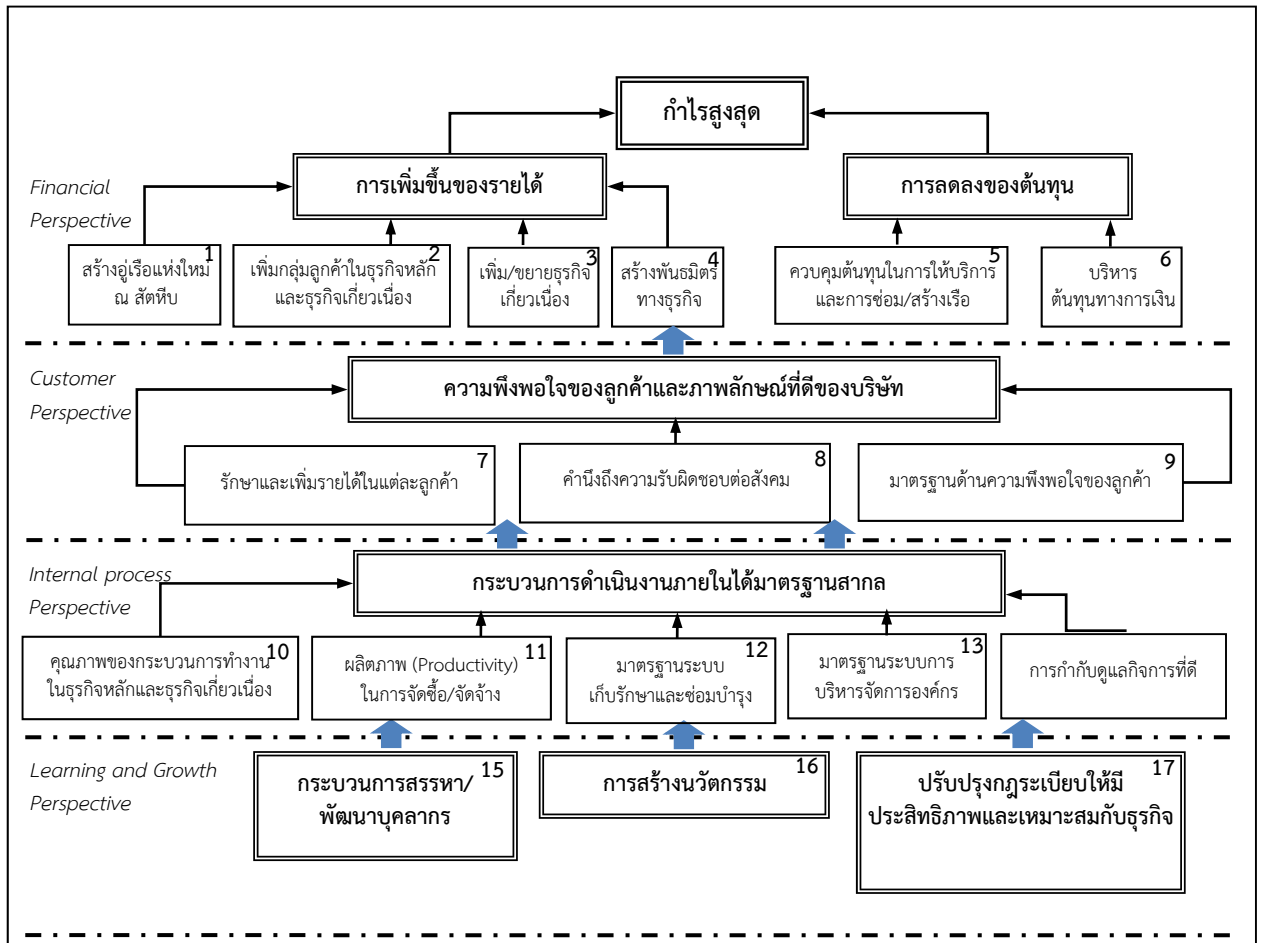 กำไรสูงสุด
Financial
Perspective
การเพิ่มขึ้นของรายได้
การลดลงของต้นทุน
1
สร้างอู่เรือแห่งใหม่
ณ สัตหีบ
2
เพิ่มกลุ่มลูกค้าในธุรกิจหลัก
และธุรกิจเกี่ยวเนื่อง
3
เพิ่ม/ขยายธุรกิจ
เกี่ยวเนื่อง
4
สร้างพันธมิตร
ทางธุรกิจ
5
ควบคุมต้นทุนในการให้บริการ
และการซ่อม/สร้างเรือ
6
บริหาร
ต้นทุนทางการเงิน
Customer
Perspective
ความพึงพอใจของลูกค้าและภาพลักษณ์ที่ดีของบริษัท
7
รักษาและเพิ่มรายได้ในแต่ละลูกค้า
8
คำนึงถึงความรับผิดชอบต่อสังคม
9
มาตรฐานด้านความพึงพอใจของลูกค้า
Internal process
Perspective
กระบวนการดำเนินงานภายในได้มาตรฐานสากล
10
คุณภาพของกระบวนการทำงาน
ในธุรกิจหลักและธุรกิจเกี่ยวเนื่อง
11
ผลิตภาพ (Productivity)
ในการจัดซื้อ/จัดจ้าง
12
มาตรฐานระบบ
เก็บรักษาและซ่อมบำรุง
13
มาตรฐานระบบการ
บริหารจัดการองค์กร
การกำกับดูแลกิจการที่ดี
Learning and Growth
Perspective
15
กระบวนการสรรหา/
พัฒนาบุคลากร
16
การสร้างนวัตกรรม
17
ปรับปรุงกฎระเบียบให้มี
ประสิทธิภาพและเหมาะสมกับธุรกิจ